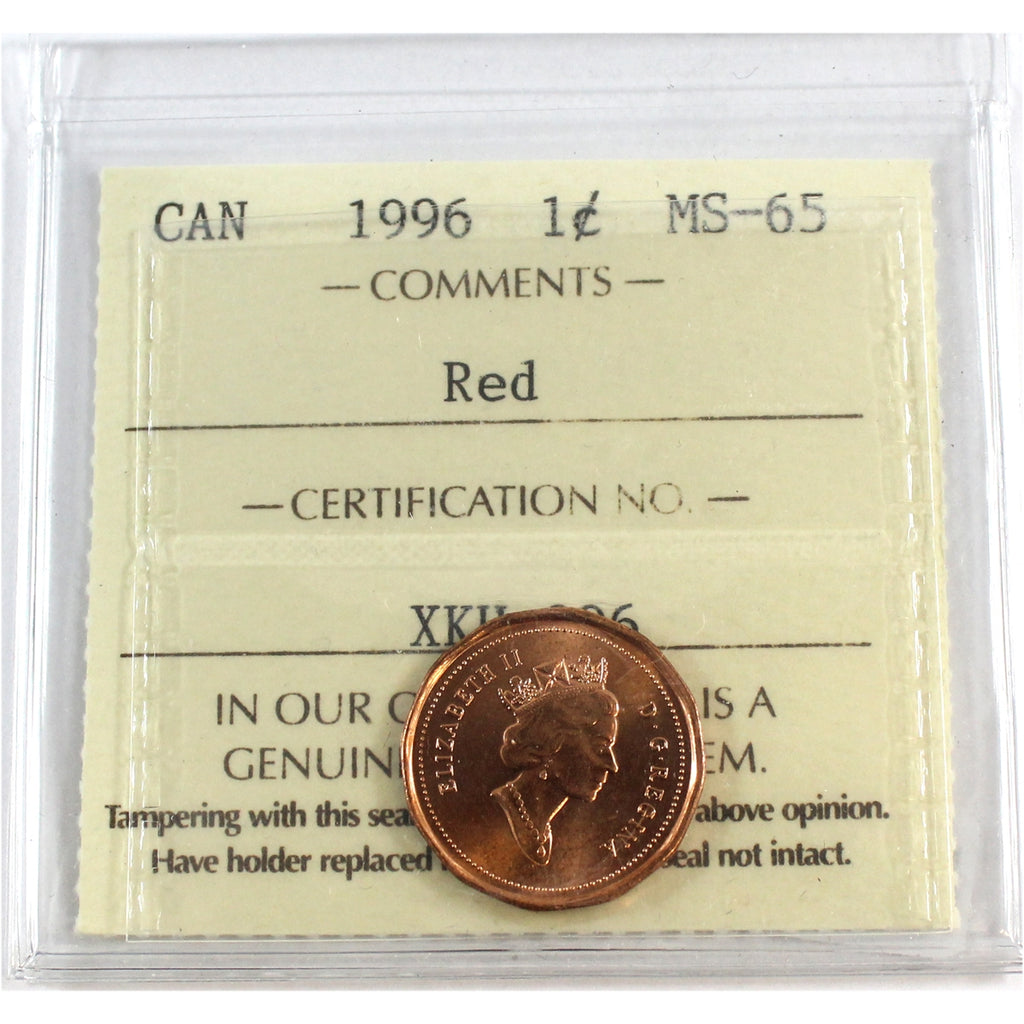 CAN 1996 1¢ MS-65
— COMMENTS —
Red
— CERTIFICATION NO. —
IN OUR IS A
GENUIN EM.
Tampering with this sea above opinion.
Have holder replaced eal not intact.
ELIZABETH II D·G·REGINA